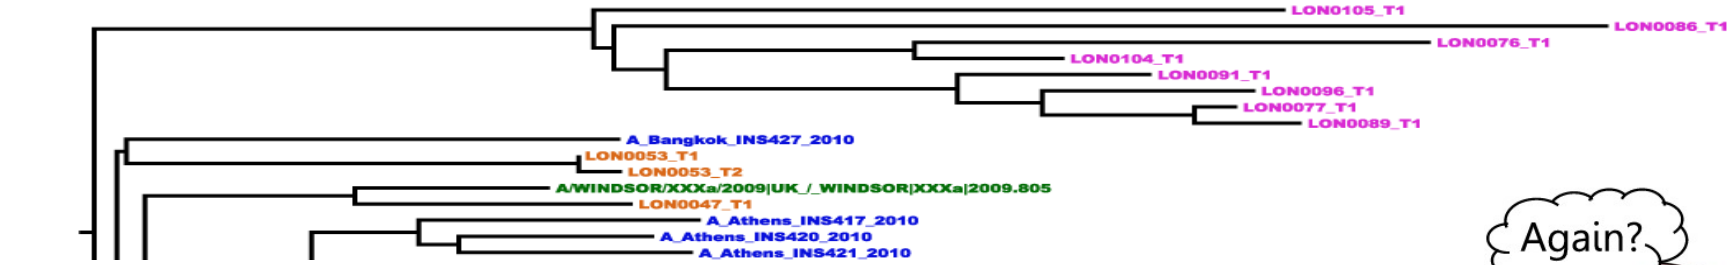 LON0105_T1
LON0086_T1
LON0076_T1
LON0104_T1
LON0091_T1
LON0096_T1
LON0077_T1
LON0089_T1
A_Bangkok_INS427_2010
LON0053_T1
LON0053_T2
A/WINDSOR/XXXa/2009|UK_/_WINDSOR|XXXa|2009.805
LON0047_T1
A_Athens_INS417_2010
A_Athens_INS420_2010
Again?
A_Athens_INS421_2010